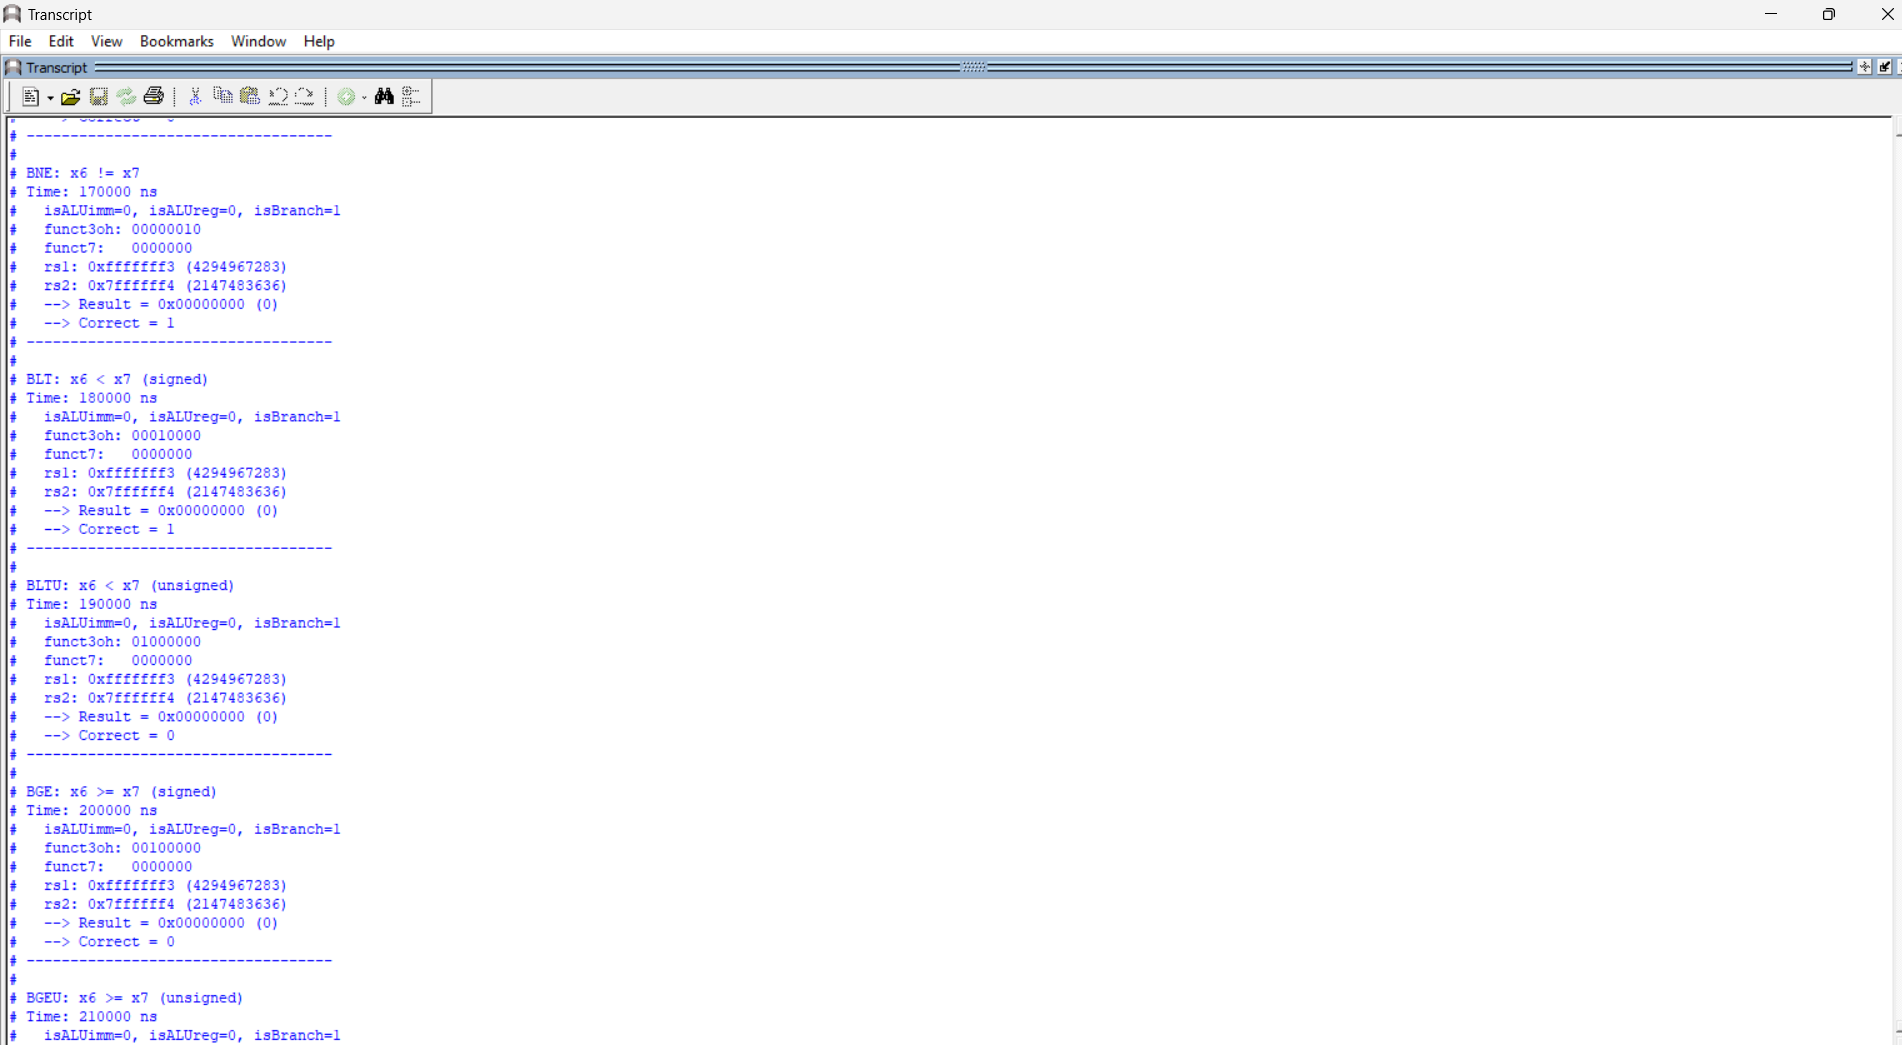 Transcript
File Edit View Bookmarks Window Help
Transcript
# --> Correct = 0
# -----------------------------------
#
# BNE: x6 != x7
# Time: 170000 ns
#   isALUimm=0, isALUreg=0, isBranch=1
#   funct3oh: 00000010
#   funct7:   0000000
#   rs1: 0xfffffff3 (4294967283)
#   rs2: 0x7ffffff4 (2147483636)
#   --> Result = 0x00000000 (0)
#   --> Correct = 1
# -----------------------------------
#
# BLT: x6 < x7 (signed)
# Time: 180000 ns
#   isALUimm=0, isALUreg=0, isBranch=1
#   funct3oh: 00010000
#   funct7:   0000000
#   rs1: 0xfffffff3 (4294967283)
#   rs2: 0x7ffffff4 (2147483636)
#   --> Result = 0x00000000 (0)
#   --> Correct = 1
# -----------------------------------
#
# BLTU: x6 < x7 (unsigned)
# Time: 190000 ns
#   isALUimm=0, isALUreg=0, isBranch=1
#   funct3oh: 01000000
#   funct7:   0000000
#   rs1: 0xfffffff3 (4294967283)
#   rs2: 0x7ffffff4 (2147483636)
#   --> Result = 0x00000000 (0)
#   --> Correct = 0
# -----------------------------------
#
# BGE: x6 >= x7 (signed)
# Time: 200000 ns
#   isALUimm=0, isALUreg=0, isBranch=1
#   funct3oh: 00100000
#   funct7:   0000000
#   rs1: 0xfffffff3 (4294967283)
#   rs2: 0x7ffffff4 (2147483636)
#   --> Result = 0x00000000 (0)
#   --> Correct = 0
# -----------------------------------
#
# BGEU: x6 >= x7 (unsigned)
# Time: 210000 ns
#   isALUimm=0, isALUreg=0, isBranch=1